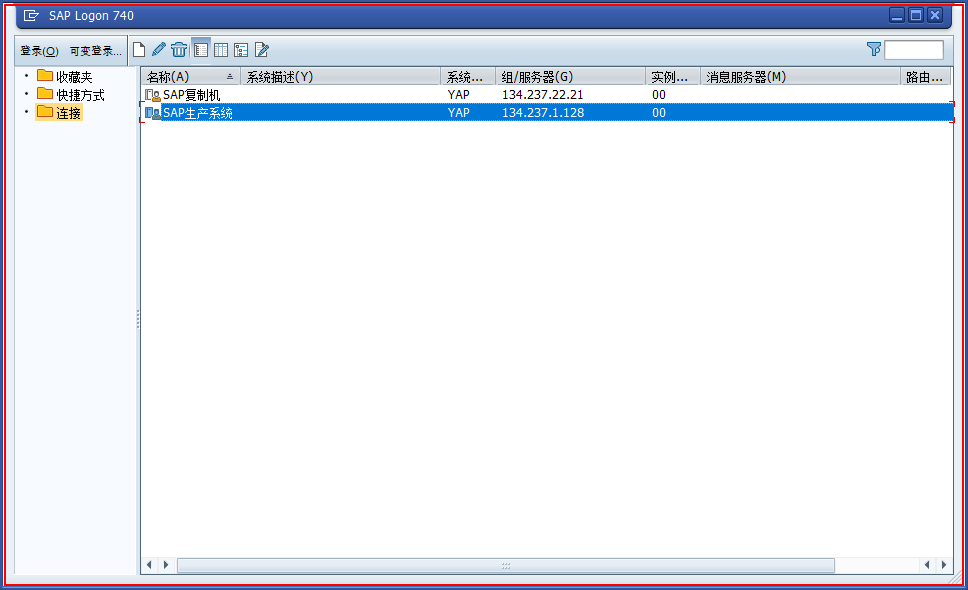 SAP Logon 740
登录(O) 可变登录...
收藏夹
快捷方式
连接
名称(A) 系统描述(Y) 系统... 组/服务器(G) 实例... 消息服务器(M) 路由...
SAP复制机 YAP 134.237.22.21 00
SAP生产系统 YAP 134.237.1.128 00